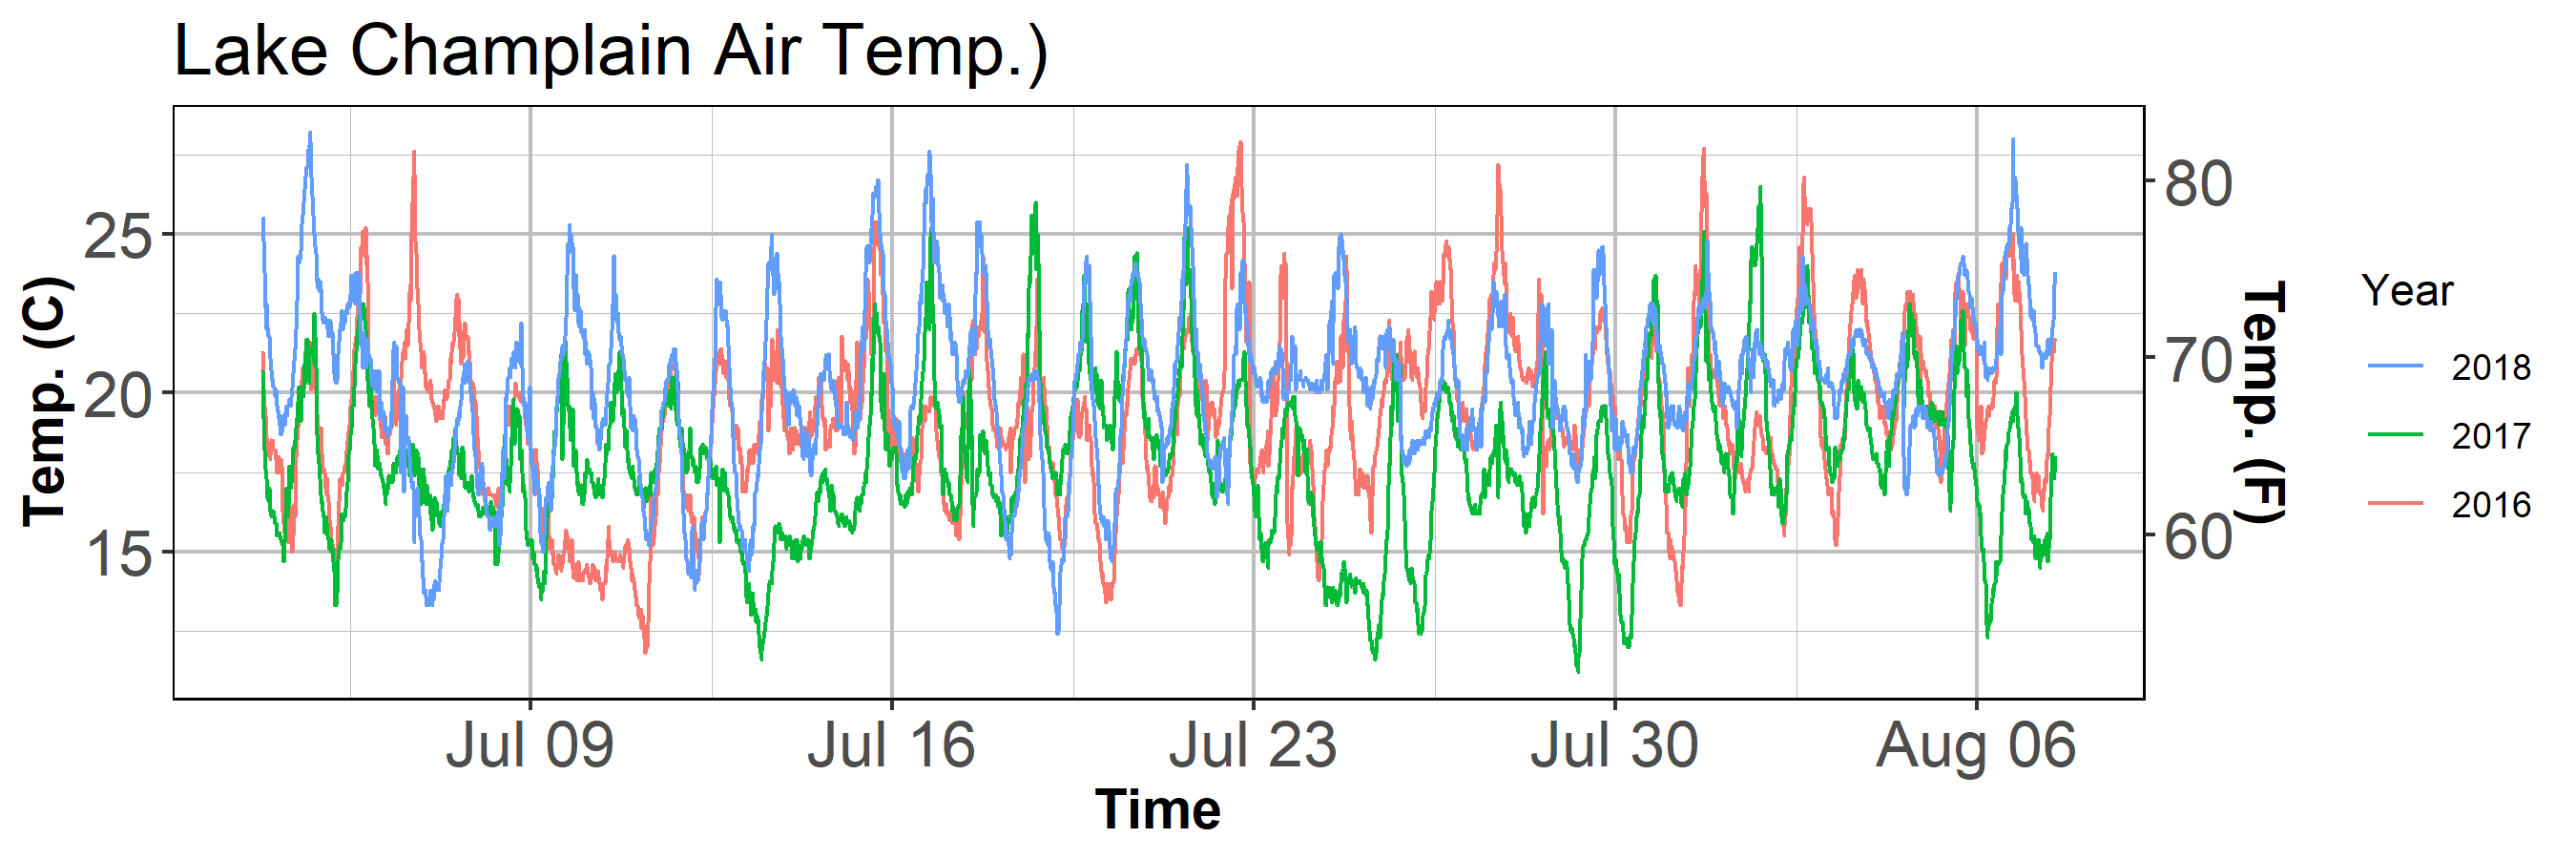 Lake Champlain Air Temp.)
Temp. (C)
25
20
15
80
70
60
Temp. (F)
Jul 09
Jul 16
Jul 23
Jul 30
Aug 06
Time
Year
2018
2017
2016